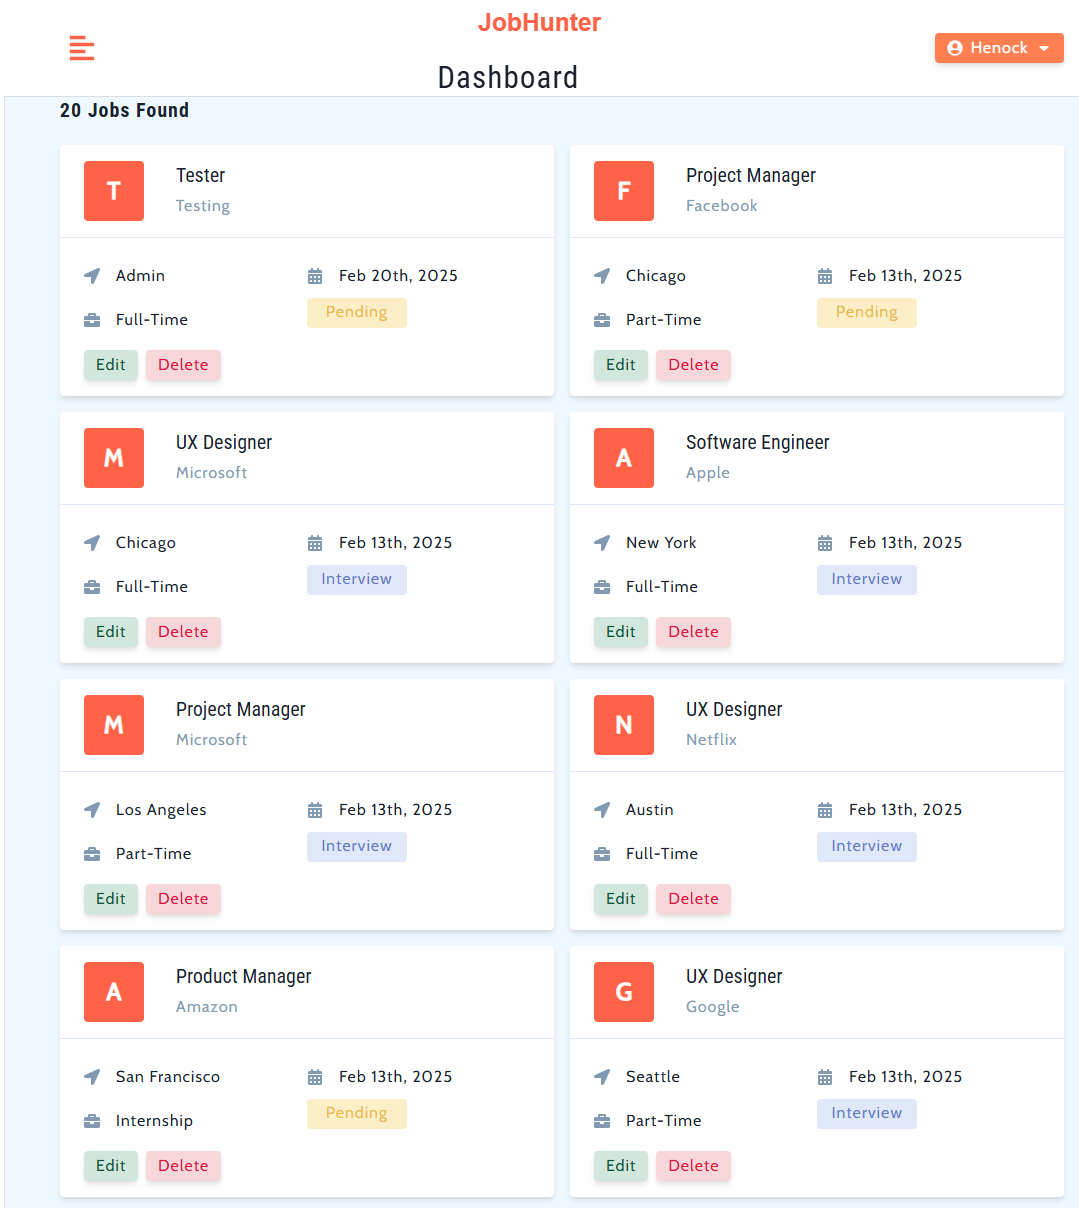 JobHunter
Henock
Dashboard
20 Jobs Found
T
Tester
Testing
Admin
Feb 20th, 2025
Full-Time
Pending
Edit Delete
F
Project Manager
Facebook
Chicago
Feb 13th, 2025
Part-Time
Pending
Edit Delete
M
UX Designer
Microsoft
Chicago
Feb 13th, 2025
Full-Time
Interview
Edit Delete
A
Software Engineer
Apple
New York
Feb 13th, 2025
Full-Time
Interview
Edit Delete
M
Project Manager
Microsoft
Los Angeles
Feb 13th, 2025
Part-Time
Interview
Edit Delete
N
UX Designer
Netflix
Austin
Feb 13th, 2025
Full-Time
Interview
Edit Delete
A
Product Manager
Amazon
San Francisco
Feb 13th, 2025
Internship
Pending
Edit Delete
G
UX Designer
Google
Seattle
Feb 13th, 2025
Part-Time
Interview
Edit Delete